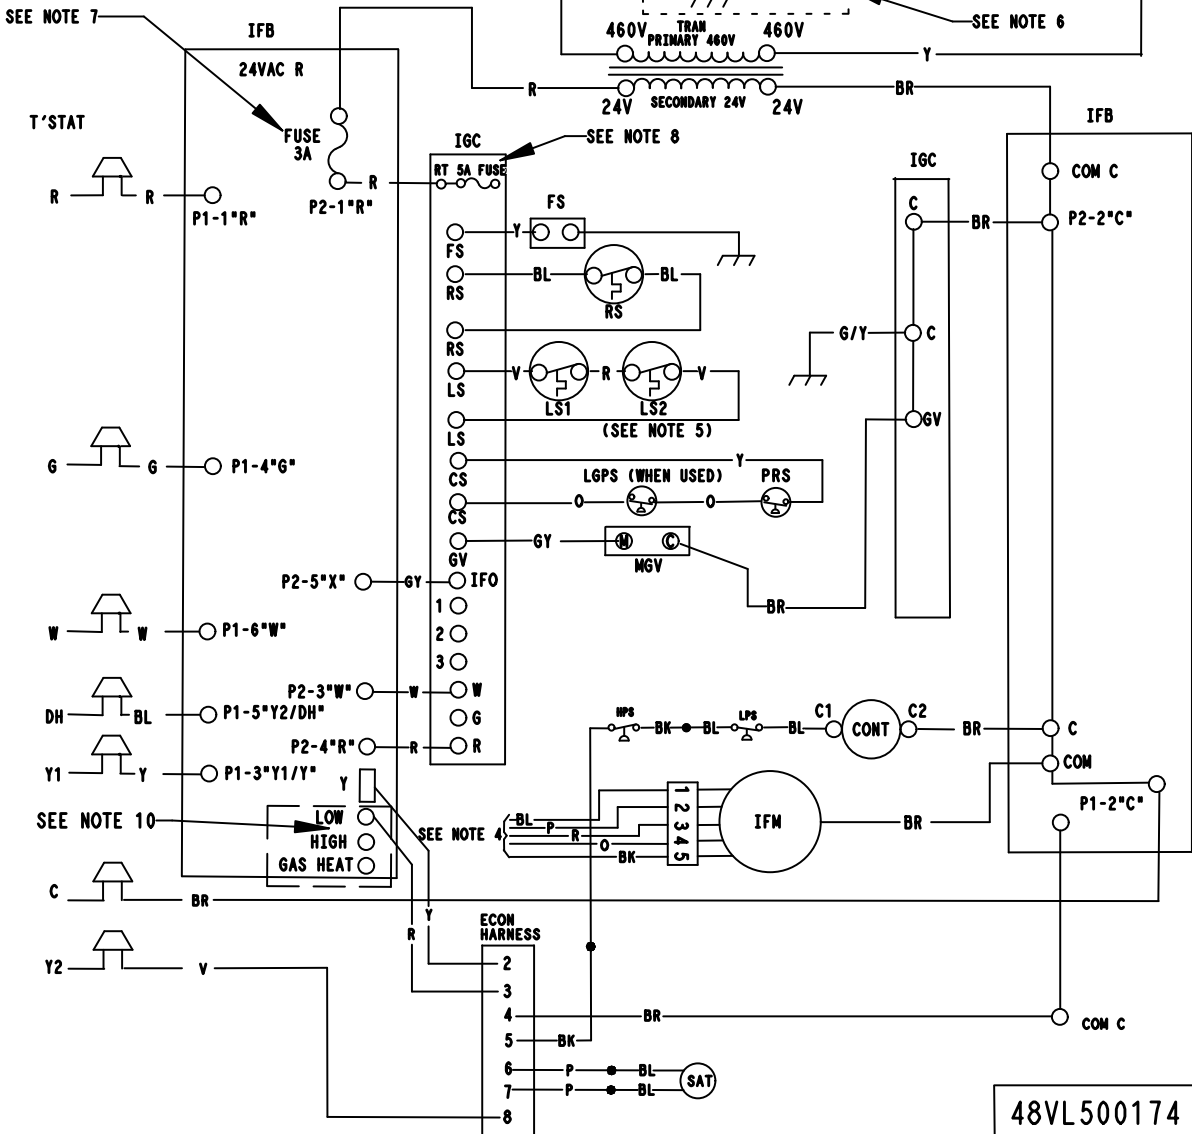 SEE NOTE 7
IFB
24VAC R
T'STAT
FUSE
3A
R
R
P1-1"R"
P2-1"R"
R
R
460V
TRAN
PRIMARY 460V
460V
SEE NOTE 6
Y
24V
SECONDARY 24V
24V
BR
IFB
IGC
SEE NOTE 8
RT 5A FUSE
FS
Y
FS
BL
BL
RS
RS
RS
V
R
V
LS
LS1
LS2
(SEE NOTE 5)
LS
Y
CS
LGPS (WHEN USED)
PRS
O
O
CS
GY
M
C
GV
MGV
BR
IGC
C
BR
COM C
P2-2"C"
G/Y
C
GV
G
G
P1-4"G"
P2-5"X"
GY
IFO
1
2
3
W
W
P1-6"W"
P2-3"W"
W
W
DH
BL
P1-5"Y2/DH"
G
P2-4"R"
R
R
Y1
Y
P1-3"Y1/Y"
Y
SEE NOTE 10
LOW
HIGH
GAS HEAT
HPS
BK
BL
LPS
BL
C1
CONT
C2
BR
C
COM
P1-2"C"
SEE NOTE 4
BL
P
R
O
BK
1
2
3
4
5
IFM
BR
C
BR
Y2
V
R
Y
ECON
HARNESS
2
3
4
BR
COM C
5
BK
6
P
BL
SAT
7
P
BL
8
48VL500174